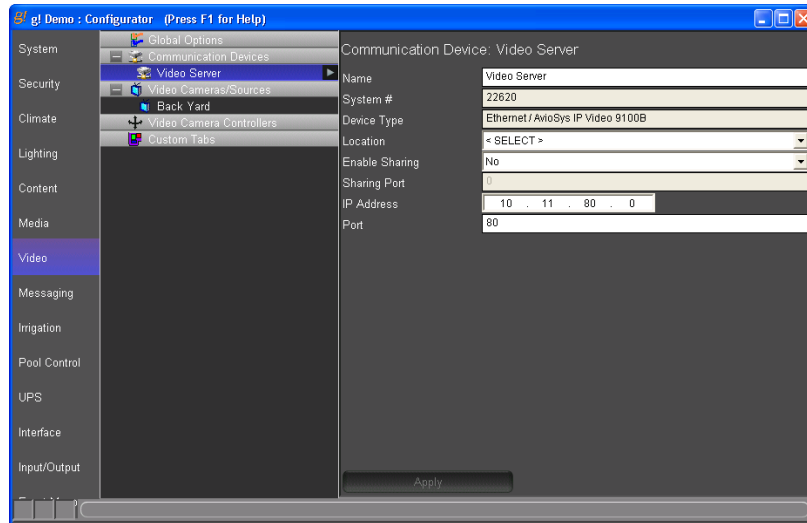 g! g! Demo : Configurator (Press F1 for Help)
System
Security
Climate
Lighting
Content
Media
Video
Messaging
Irrigation
Pool Control
UPS
Interface
Input/Output
Global Options
Communication Devices
Video Server
Video Cameras/Sources
Back Yard
Video Camera Controllers
Custom Tabs
Communication Device: Video Server
Name Video Server
System # 22620
Device Type Ethernet / AvioSys IP Video 9100B
Location < SELECT >
Enable Sharing No
Sharing Port 0
IP Address 10 . 11 . 80 . 0
Port 80
Apply